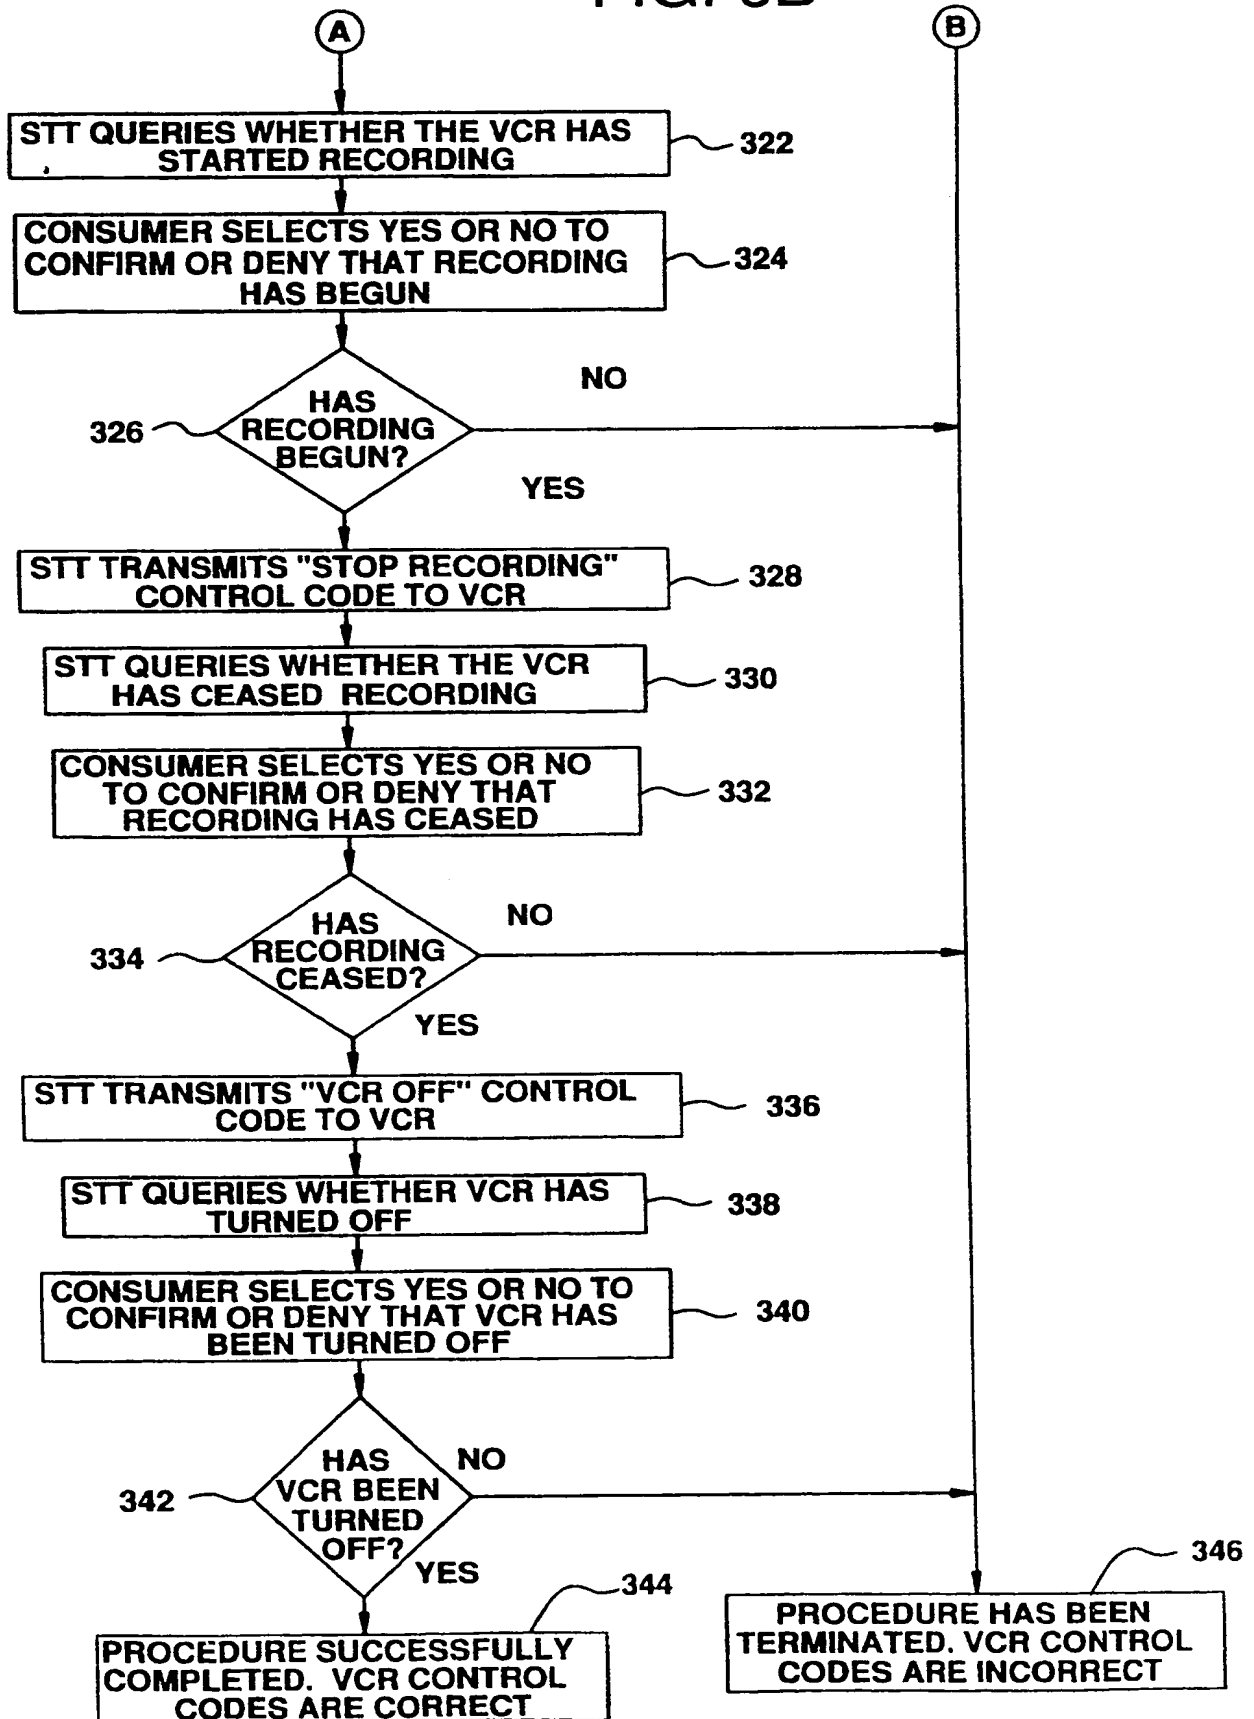 A
B
STT QUERIES WHETHER THE VCR HAS
STARTED RECORDING
322
CONSUMER SELECTS YES OR NO TO
CONFIRM OR DENY THAT RECORDING
HAS BEGUN
324
HAS
RECORDING
BEGUN?
326
NO
YES
STT TRANSMITS "STOP RECORDING"
CONTROL CODE TO VCR
328
STT QUERIES WHETHER THE VCR
HAS CEASED RECORDING
330
CONSUMER SELECTS YES OR NO
TO CONFIRM OR DENY THAT
RECORDING HAS CEASED
332
HAS
RECORDING
CEASED?
334
NO
YES
STT TRANSMITS "VCR OFF" CONTROL
CODE TO VCR
336
STT QUERIES WHETHER VCR HAS
TURNED OFF
338
CONSUMER SELECTS YES OR NO TO
CONFIRM OR DENY THAT VCR HAS
BEEN TURNED OFF
340
HAS
VCR BEEN
TURNED
OFF?
342
NO
YES
344
PROCEDURE SUCCESSFULLY
COMPLETED. VCR CONTROL
CODES ARE CORRECT
346
PROCEDURE HAS BEEN
TERMINATED. VCR CONTROL
CODES ARE INCORRECT